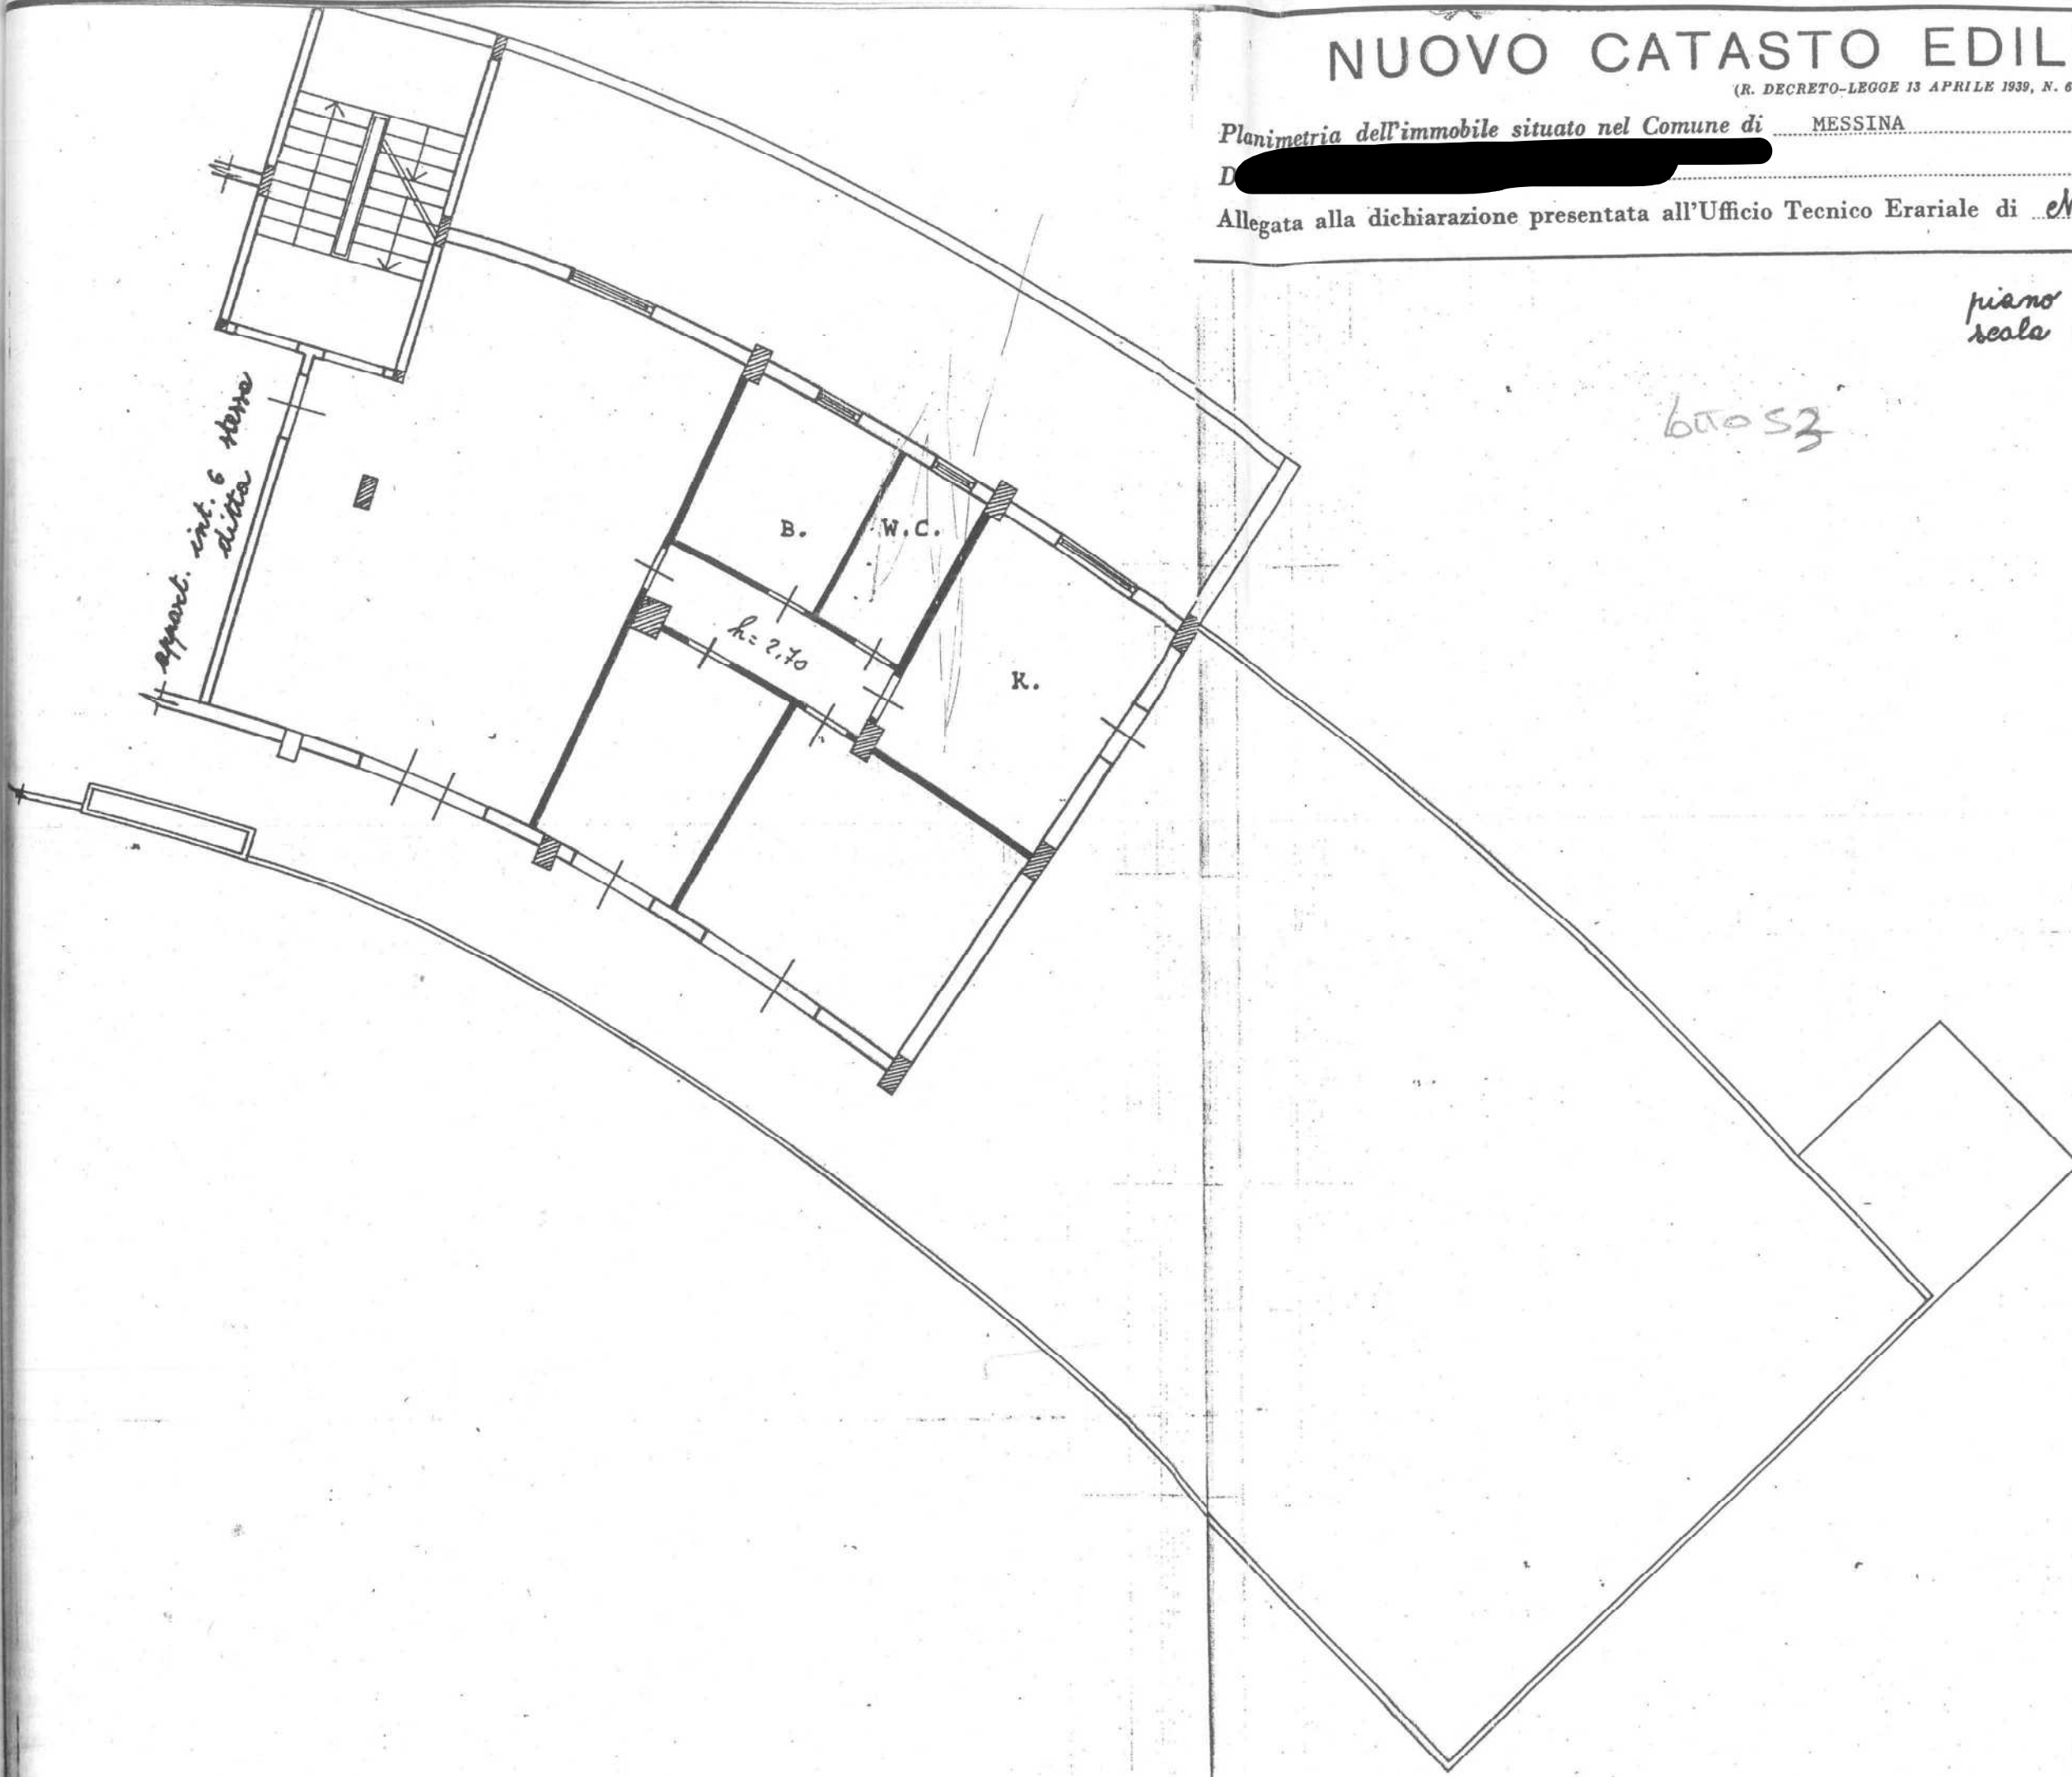 NUOVO CATASTO EDIL
(R. DECRETO-LEGGE 13 APRILE 1939, N. 6
Planimetria dell'immobile situato nel Comune di MESSINA
D
Allegata alla dichiarazione presentata all'Ufficio Tecnico Erariale di
piano
scala
appart. int. 6 stessa
ditta
B.
W.C.
h=2,70
K.